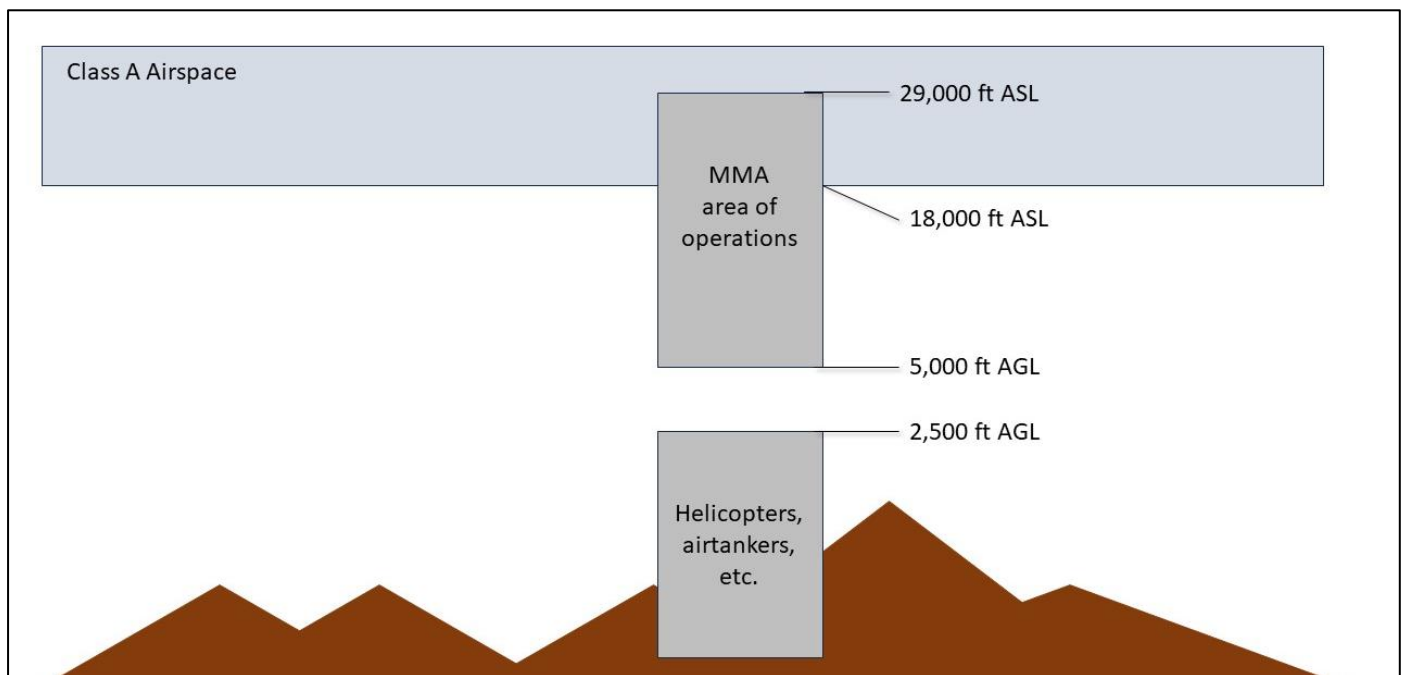 Class A Airspace
29,000 ft ASL
MMA
area of
operations
18,000 ft ASL
5,000 ft AGL
2,500 ft AGL
Helicopters,
airtankers,
etc.